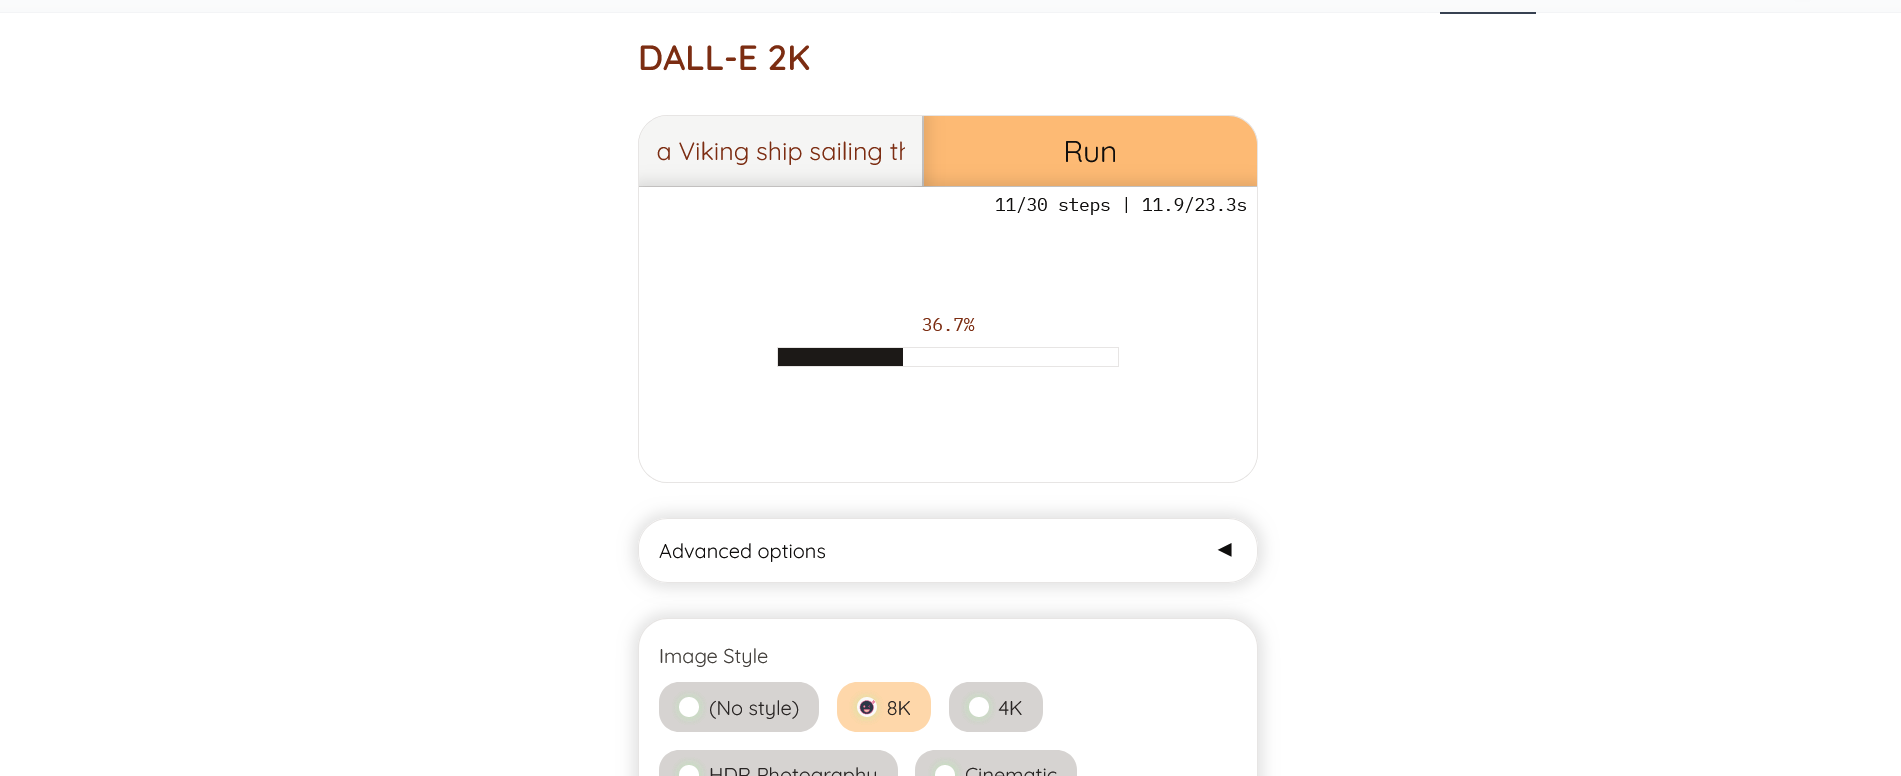 DALL-E 2K
a Viking ship sailing
Run
11/30 steps | 11.9/23.3s
36.7%
Advanced options
Image Style
(No style)
8K
4K
HDR Photography
Cinematic